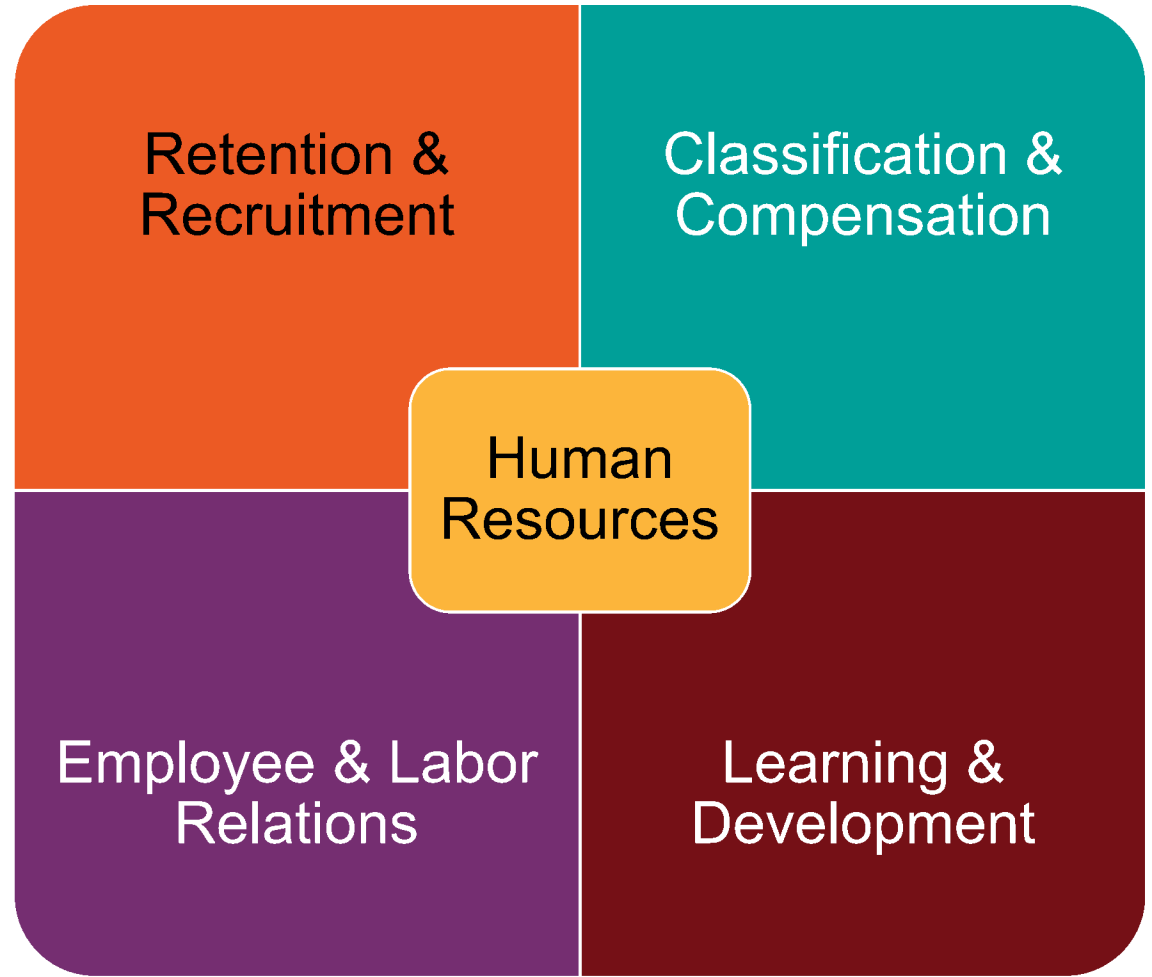 Retention &
Recruitment
Classification &
Compensation
Human
Resources
Employee & Labor
Relations
Learning &
Development